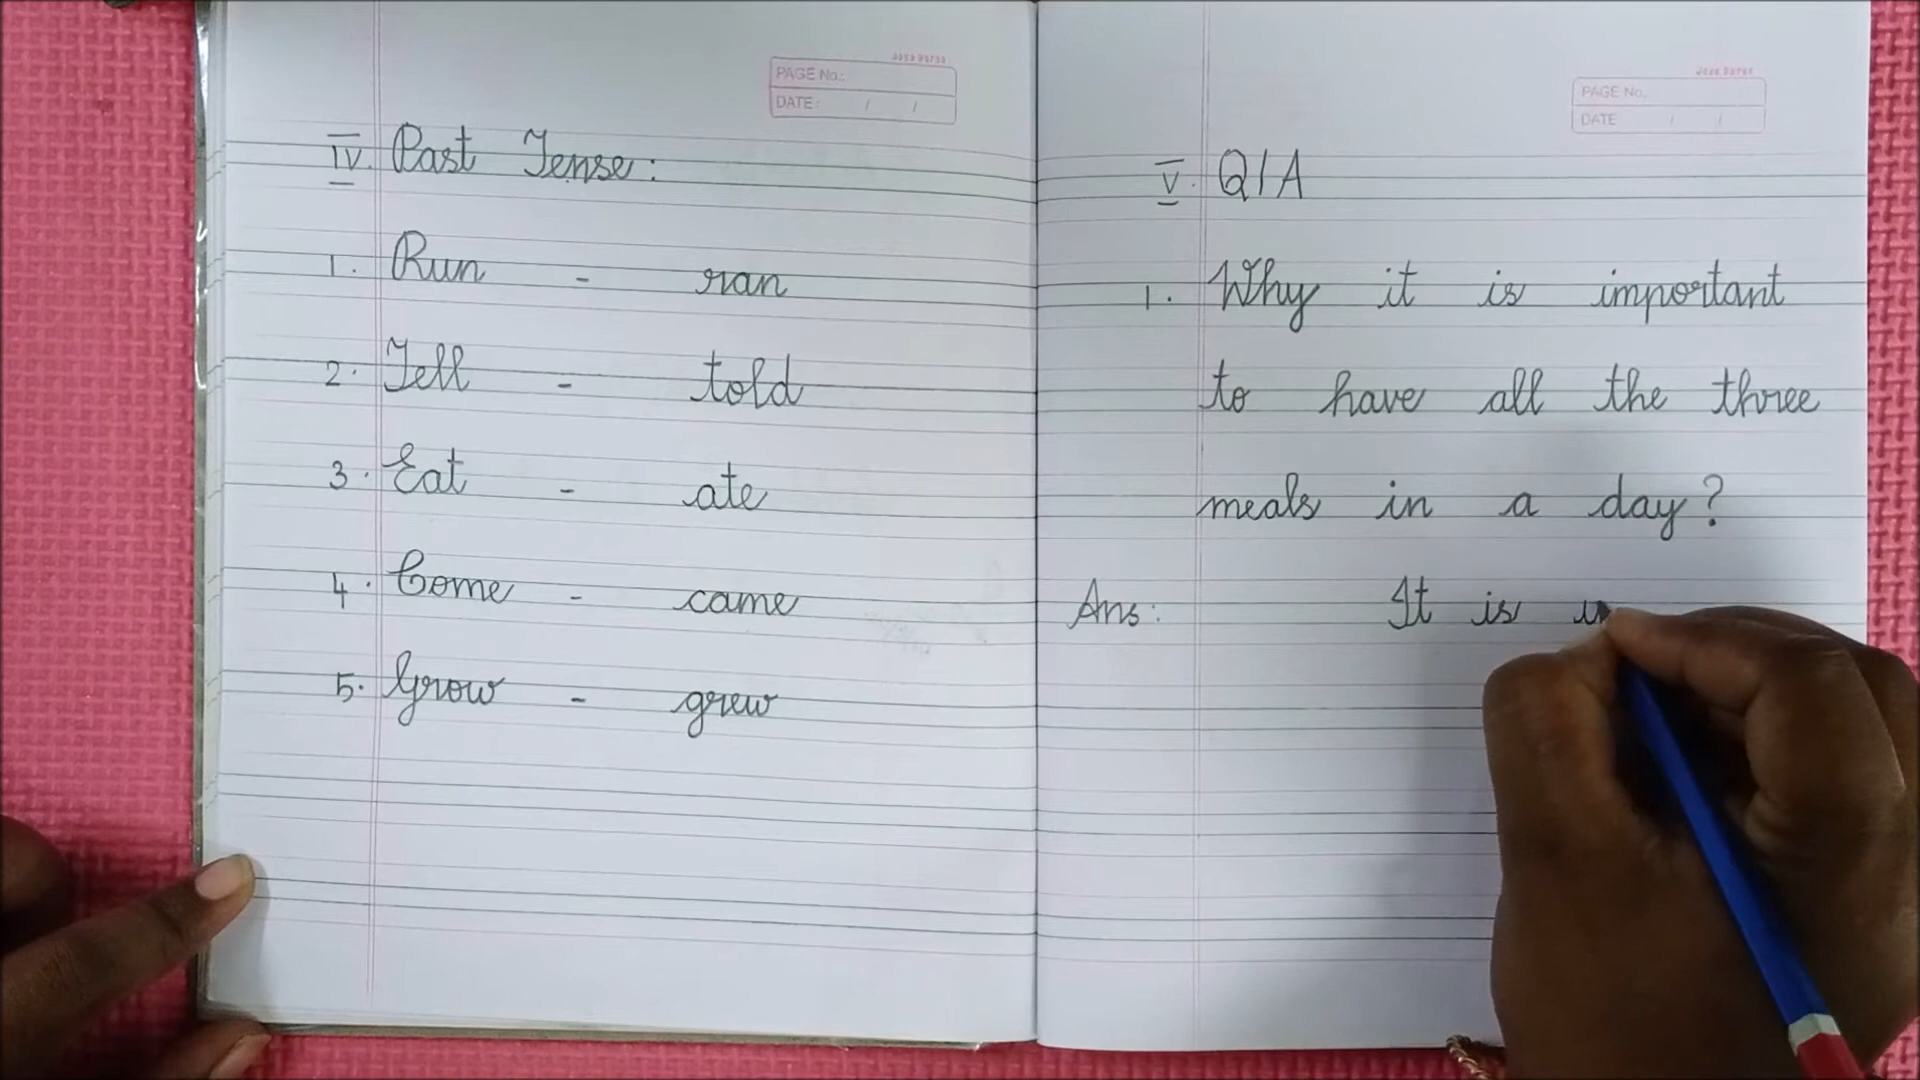 PAGE No.:
DATE: / /
IV. Past Tense:
1. Run - ran
2. Tell - told
3. Eat - ate
4. Come - came
5. Grow - grew
PAGE No.
DATE / /
V. Q/A
1. Why it is important
to have all the three
meals in a day?
Ans: It is